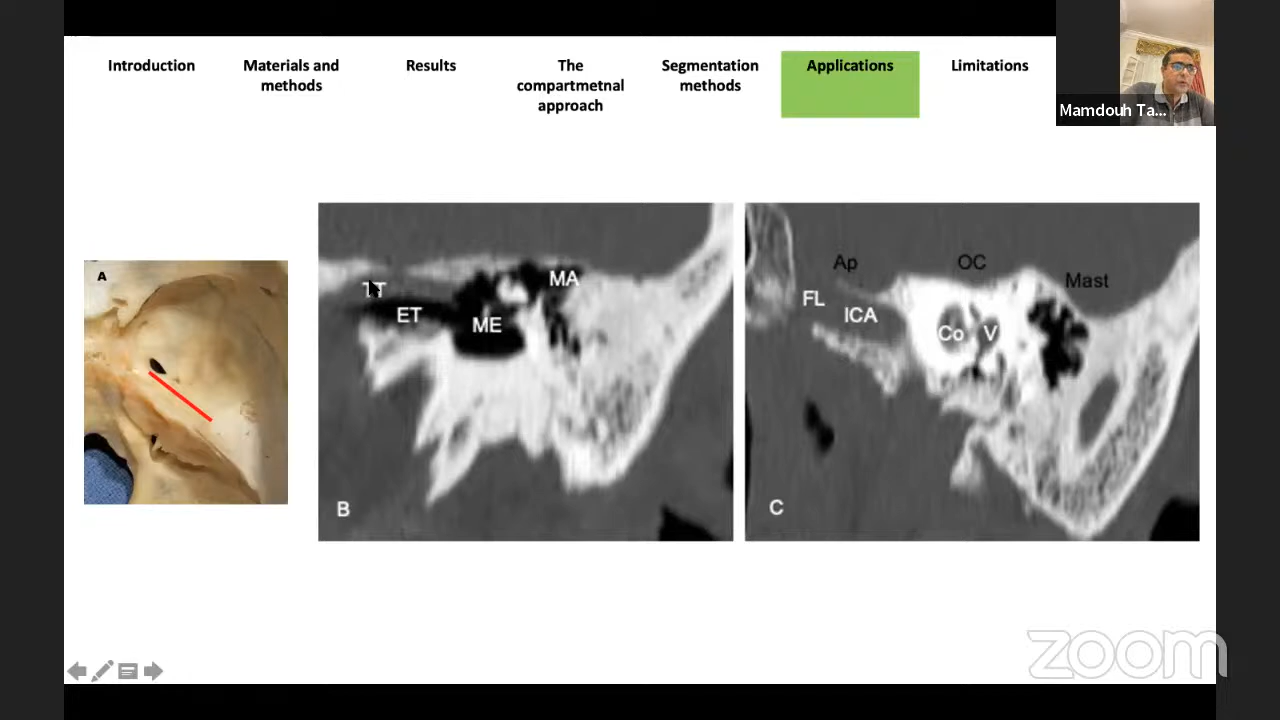 Introduction
Materials and
methods
Results
The
compartmetnal
approach
Segmentation
methods
Applications
Limitations
Mamdouh Ta...
A
TT
ET
ME
MA
B
Ap
OC
Mast
FL
ICA
Co
V
C
zoom